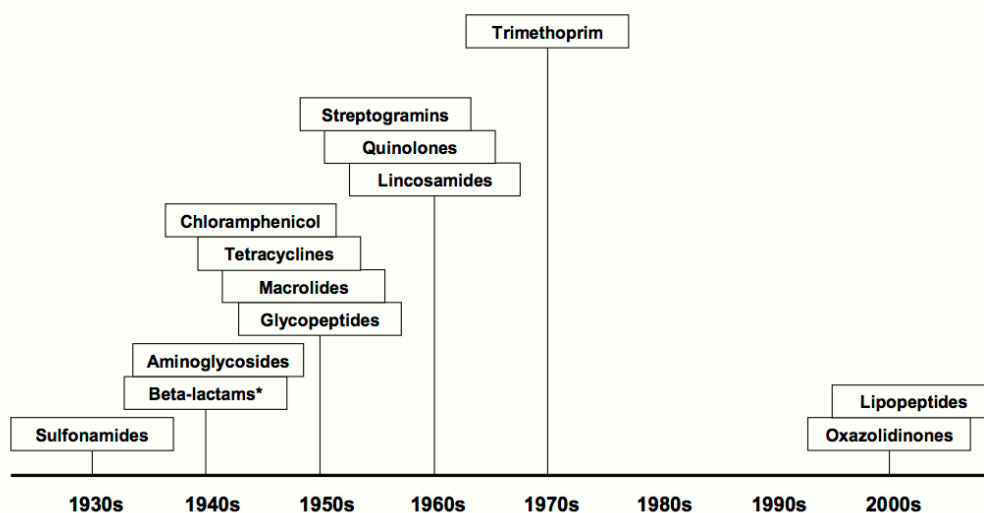 Trimethoprim
Streptogramins
Quinolones
Lincosamides
Chloramphenicol
Tetracyclines
Macrolides
Glycopeptides
Aminoglycosides
Beta-lactams*
Lipopeptides
Sulfonamides
Oxazolidinones
1930s 1940s 1950s 1960s 1970s 1980s 1990s 2000s